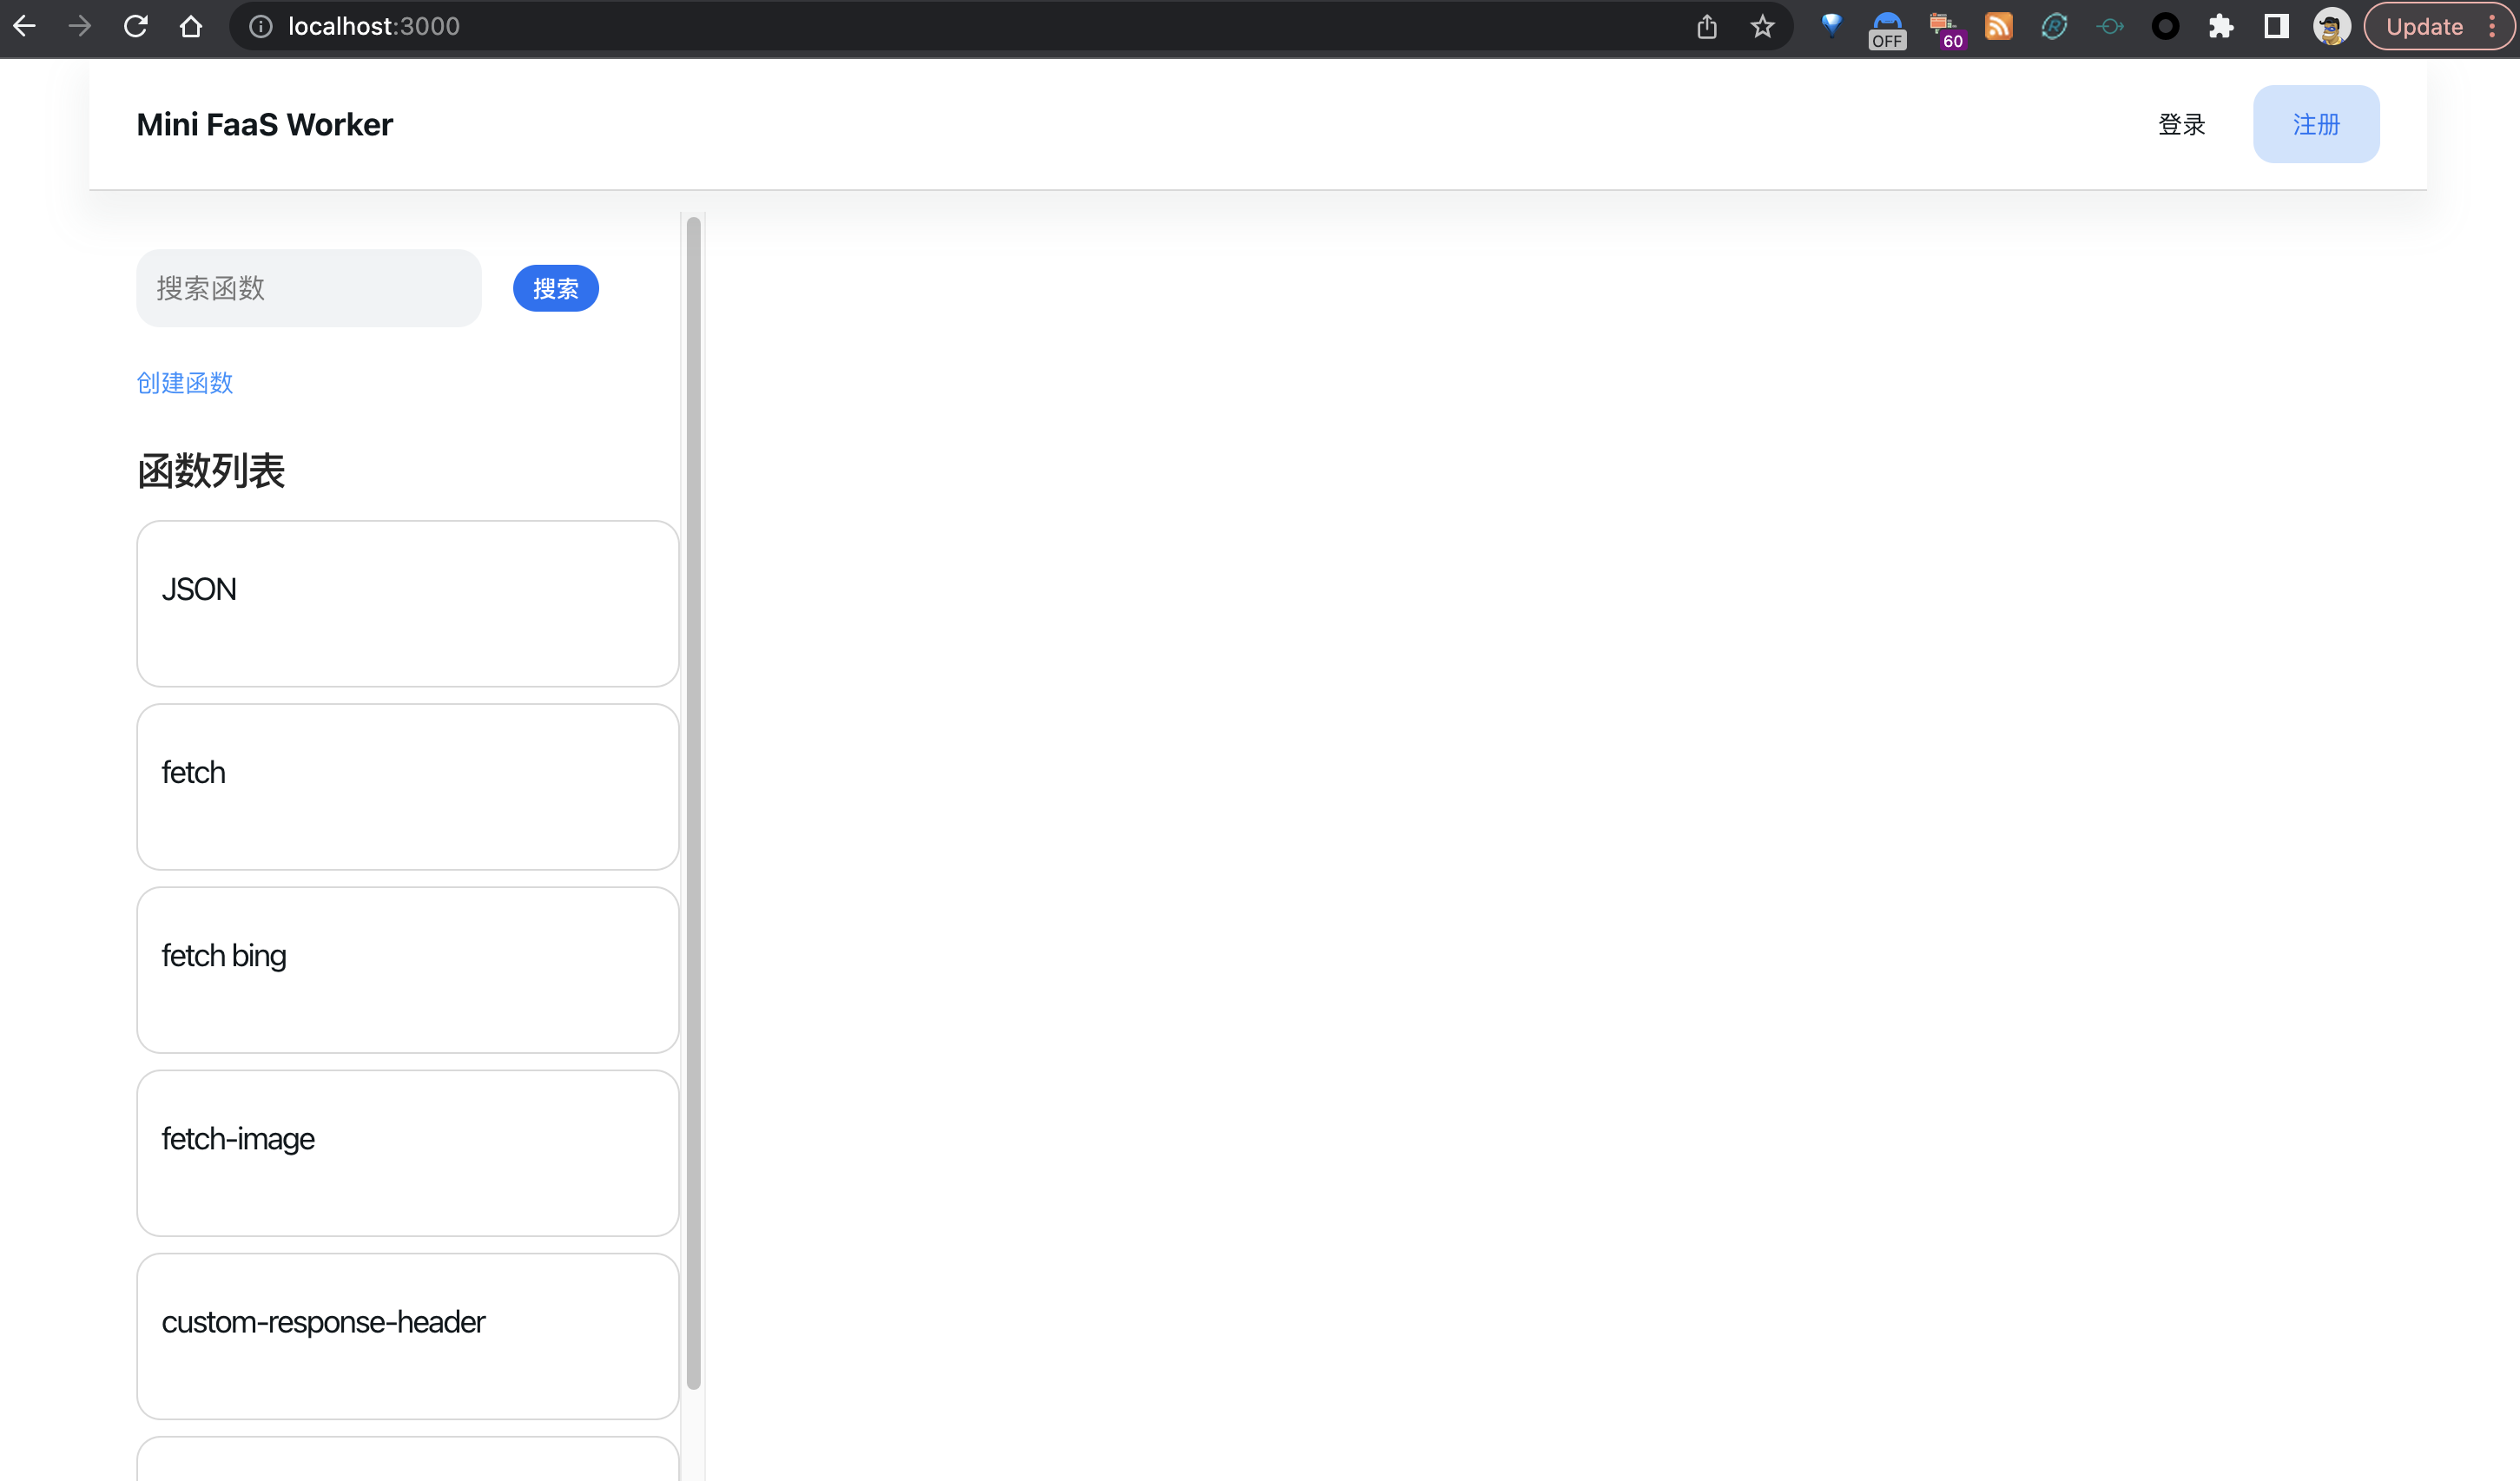 localhost:3000
OFF
60
Update
Mini FaaS Worker
登录
注册
搜索函数
搜索
创建函数
函数列表
JSON
fetch
fetch bing
fetch-image
custom-response-header